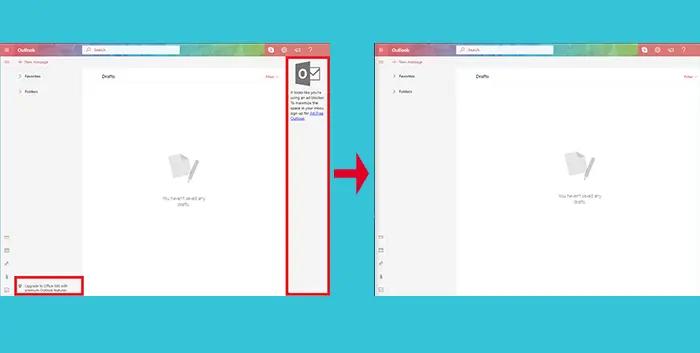 Outlook
Search
New message
Favorites
Folders
Drafts
Filter
It looks like you're
using an ad blocker.
To maximize the
space in your inbox,
sign up for Ad-Free
Outlook.
You haven't saved any
drafts.
Upgrade to Office 365 with
premium Outlook features
Outlook
Search
New message
Favorites
Folders
Drafts
Filter
You haven't saved any
drafts.